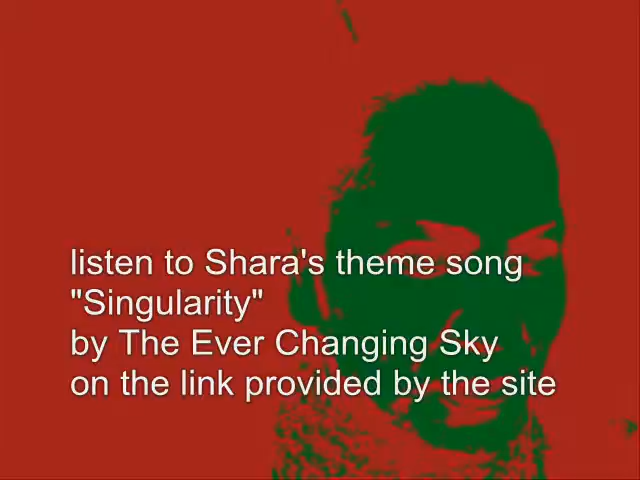 listen to Shara's theme song
"Singularity"
by The Ever Changing Sky
on the link provided by the site